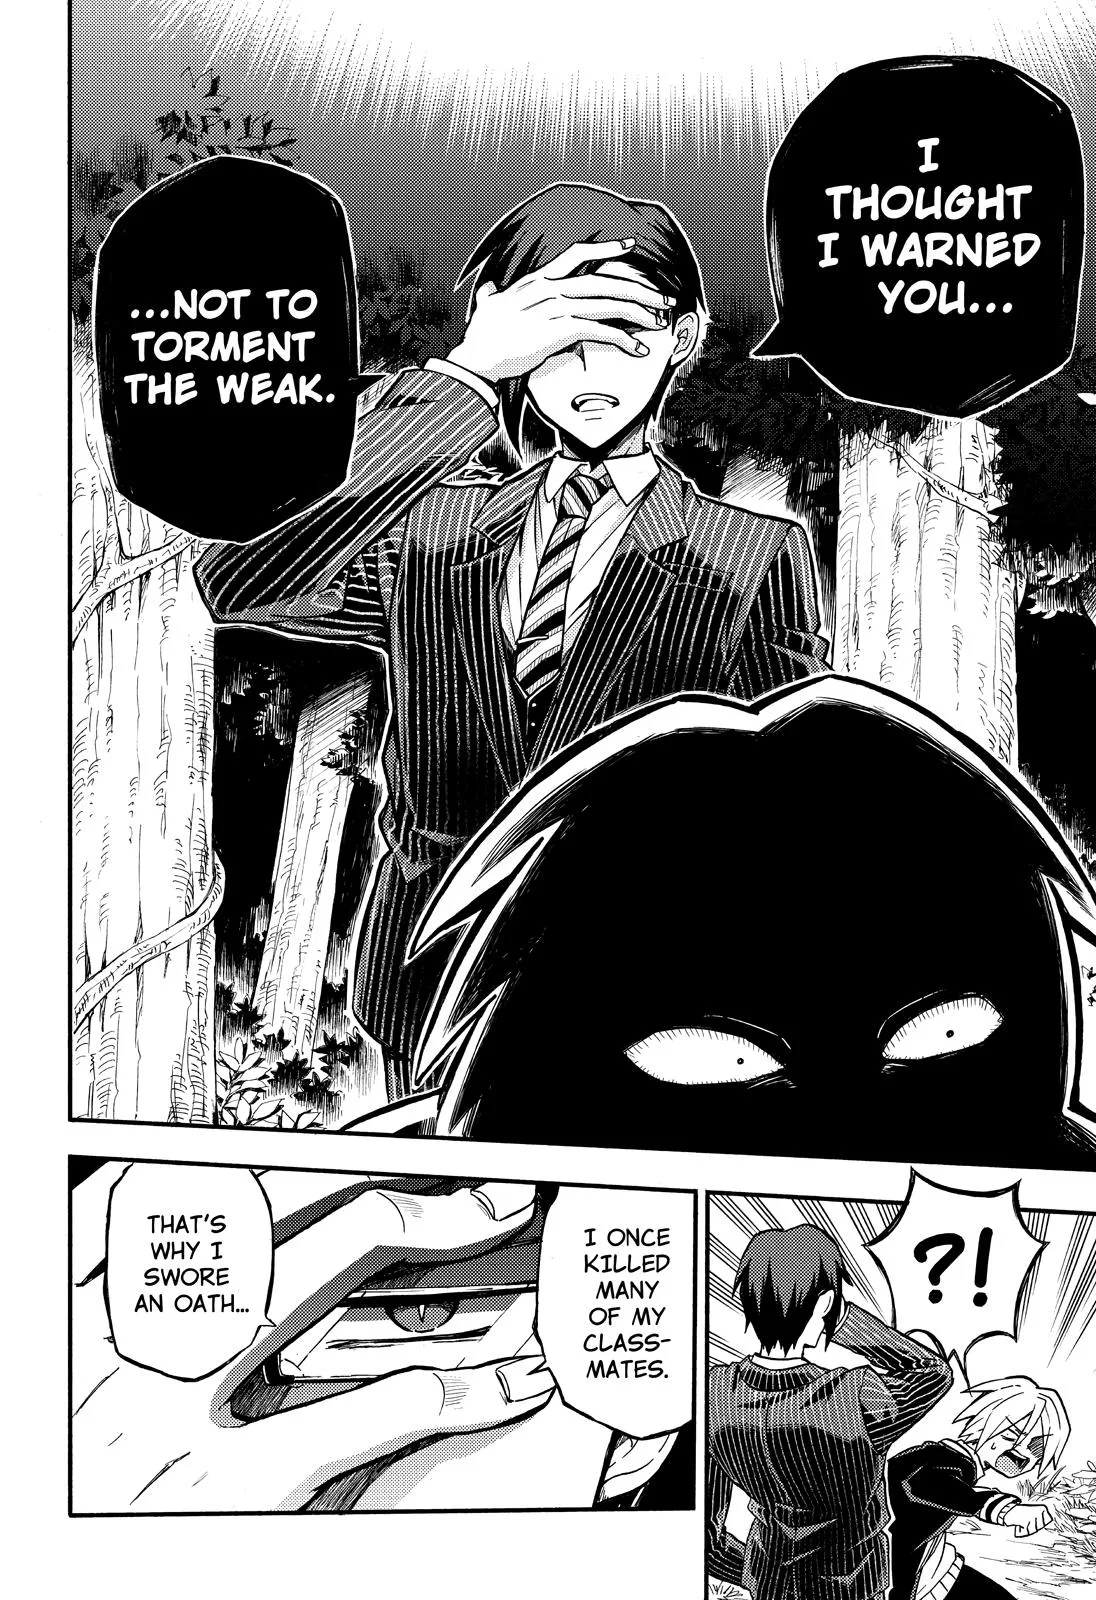 I
THOUGHT
I WARNED
YOU...
...NOT TO
TORMENT
THE WEAK.
?!
I ONCE
KILLED
MANY
OF MY
CLASS-
MATES.
THAT'S
WHY I
SWORE
AN OATH...